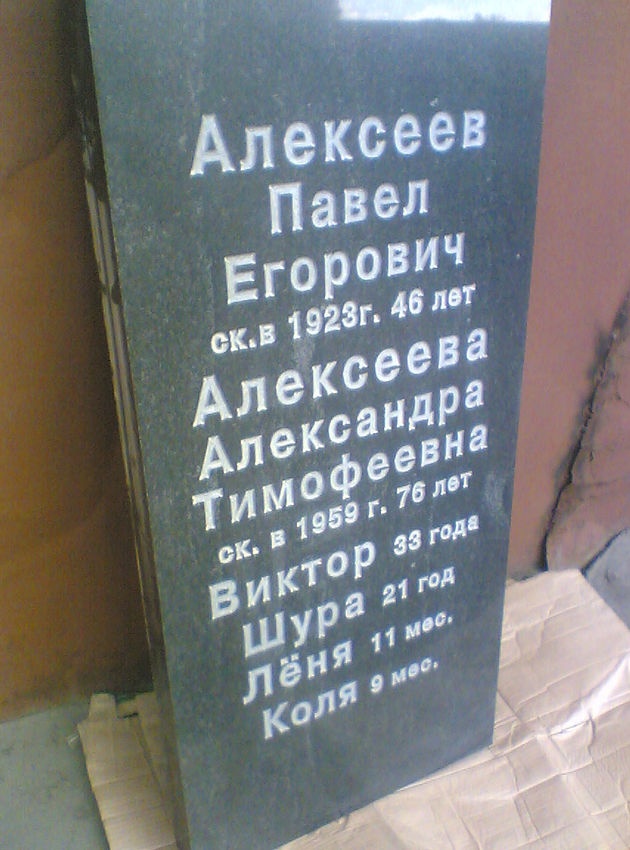 Алексеев
Павел
Егорович
ск.в 1923г. 46 лет
Алексеева
Александра
Тимофеевна
ск. в 1959 г. 76 лет
Виктор 33 года
Шура 21 год
Лёня 11 мес.
Коля 9 мес.